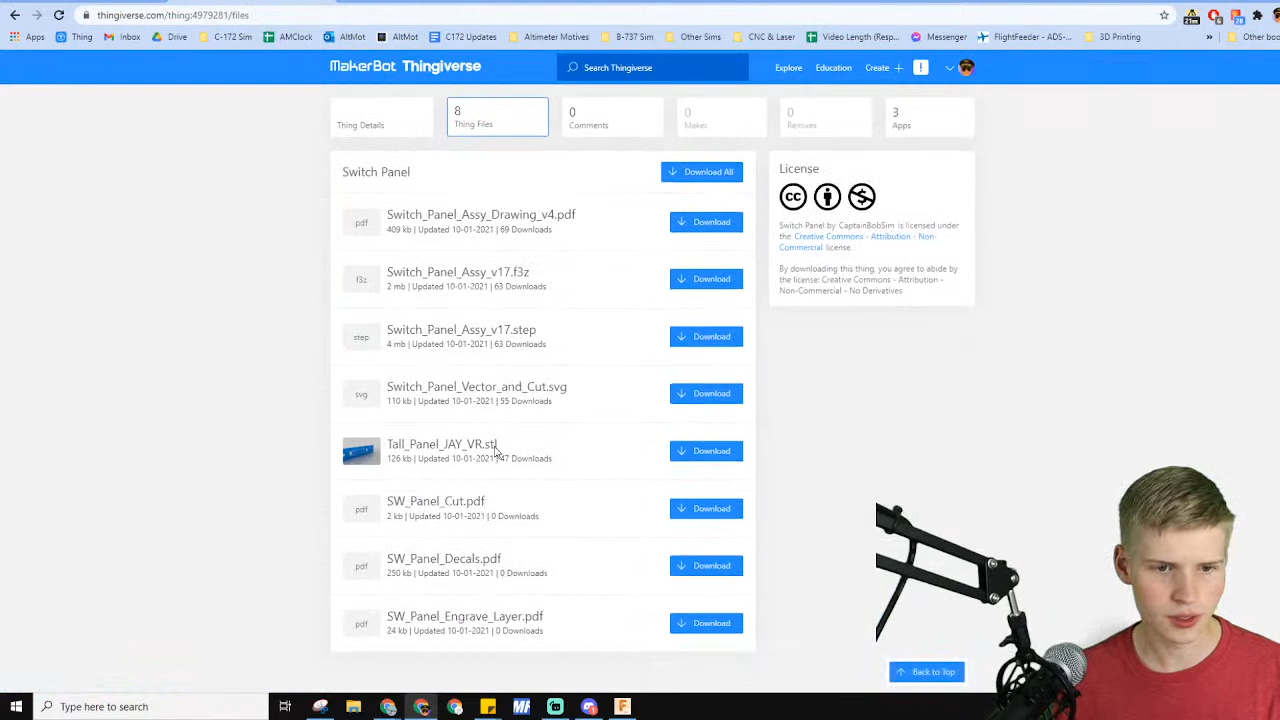 thingiverse.com/thing:4979281/files
21m
6
78
Apps
Thing
Inbox
Drive
C-172 Sim
AMClock
AltMot
AltMot
C172 Updates
Altimeter Motives
B-737 Sim
Other Sims
CNC & Laser
Video Length (Resp...
Messenger
FlightFeeder - ADS-...
3D Printing
»
Other boo
MakerBot Thingiverse
Search Thingiverse
Explore
Education
Create +
Thing Details
8
Thing Files
0
Comments
0
Makes
0
Remixes
3
Apps
Switch Panel
Download All
pdf
Switch_Panel_Assy_Drawing_v4.pdf
409 kb | Updated 10-01-2021 | 69 Downloads
Download
f3z
Switch_Panel_Assy_v17.f3z
2 mb | Updated 10-01-2021 | 63 Downloads
Download
step
Switch_Panel_Assy_v17.step
4 mb | Updated 10-01-2021 | 63 Downloads
Download
svg
Switch_Panel_Vector_and_Cut.svg
110 kb | Updated 10-01-2021 | 55 Downloads
Download
Tall_Panel_JAY_VR.stl
126 kb | Updated 10-01-2021 | 47 Downloads
Download
pdf
SW_Panel_Cut.pdf
2 kb | Updated 10-01-2021 | 0 Downloads
Download
pdf
SW_Panel_Decals.pdf
250 kb | Updated 10-01-2021 | 0 Downloads
Download
pdf
SW_Panel_Engrave_Layer.pdf
24 kb | Updated 10-01-2021 | 0 Downloads
Download
License
cc
Switch Panel by CaptainBobSim is licensed under
the Creative Commons - Attribution - Non-
Commercial license.
By downloading this thing, you agree to abide by
the license: Creative Commons - Attribution -
Non-Commercial - No Derivatives
Back to Top
Type here to search